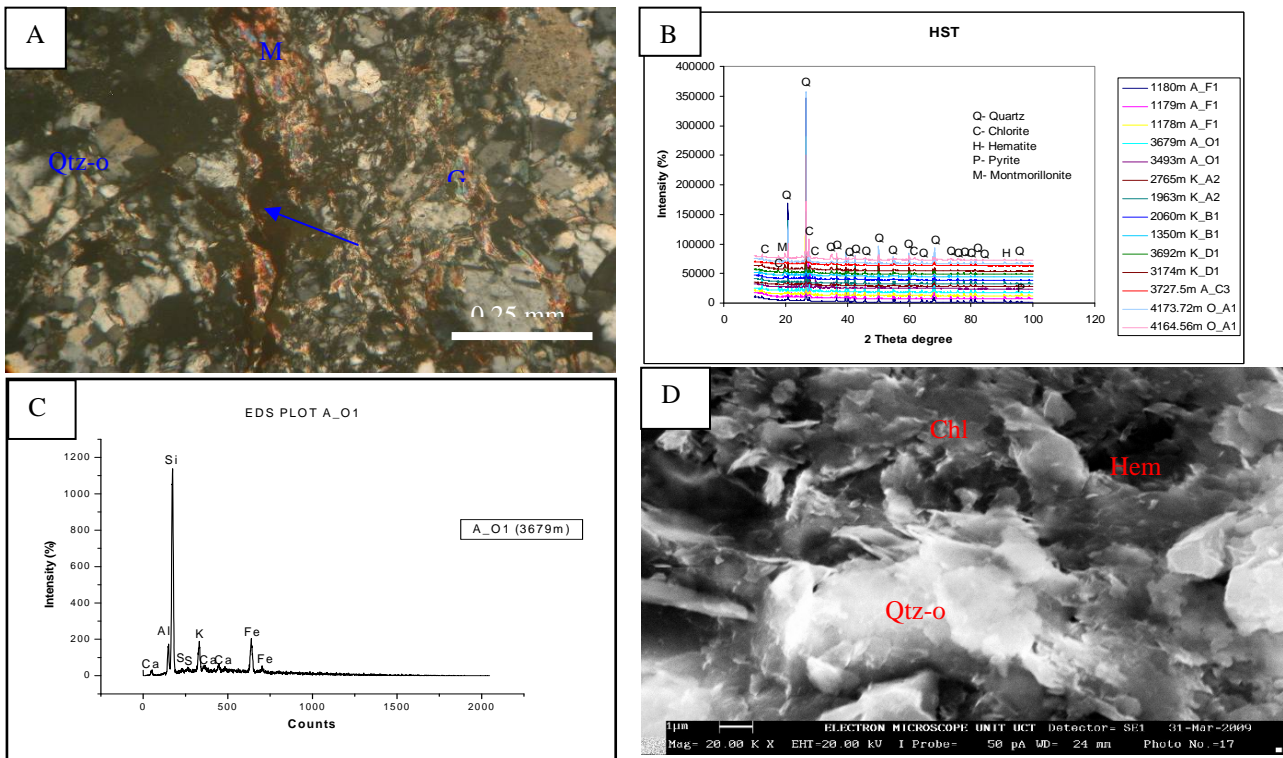 A
M
Qtz-o
G
0.25 mm
B
HST
Intensity (%)
400000
350000
300000
250000
200000
150000
100000
50000
0
Q
Q
C
C
M
C
C
Q Q
Q Q Q
Q
Q
C
Q
Q
Q Q Q Q
Q
Q
H
Q
P
Q- Quartz
C- Chlorite
H- Hematite
P- Pyrite
M- Montmorillonite
0 20 40 60 80 100 120
2 Theta degree
1180m A_F1
1179m A_F1
1178m A_F1
3679m A_O1
3493m A_O1
2765m K_A2
1963m K_A2
2060m K_B1
1350m K_B1
3692m K_D1
3174m K_D1
3727.5m A_C3
4173.72m O_A1
4164.56m O_A1
C
EDS PLOT A_O1
Intensity (%)
1200
1000
800
600
400
200
0
Si
Al
Ca
S
S
K
Ca
Ca
Fe
Fe
A_O1 (3679m)
0 500 1000 1500 2000
Counts
D
Chl
Hem
Qtz-o
1µm ELECTRON MICROSCOPE UNIT UCT Detector= SE1 31-Mar-2009
Mag= 20.00 K X EHT=20.00 kV I Probe= 50 pA WD= 24 mm Photo No.=17